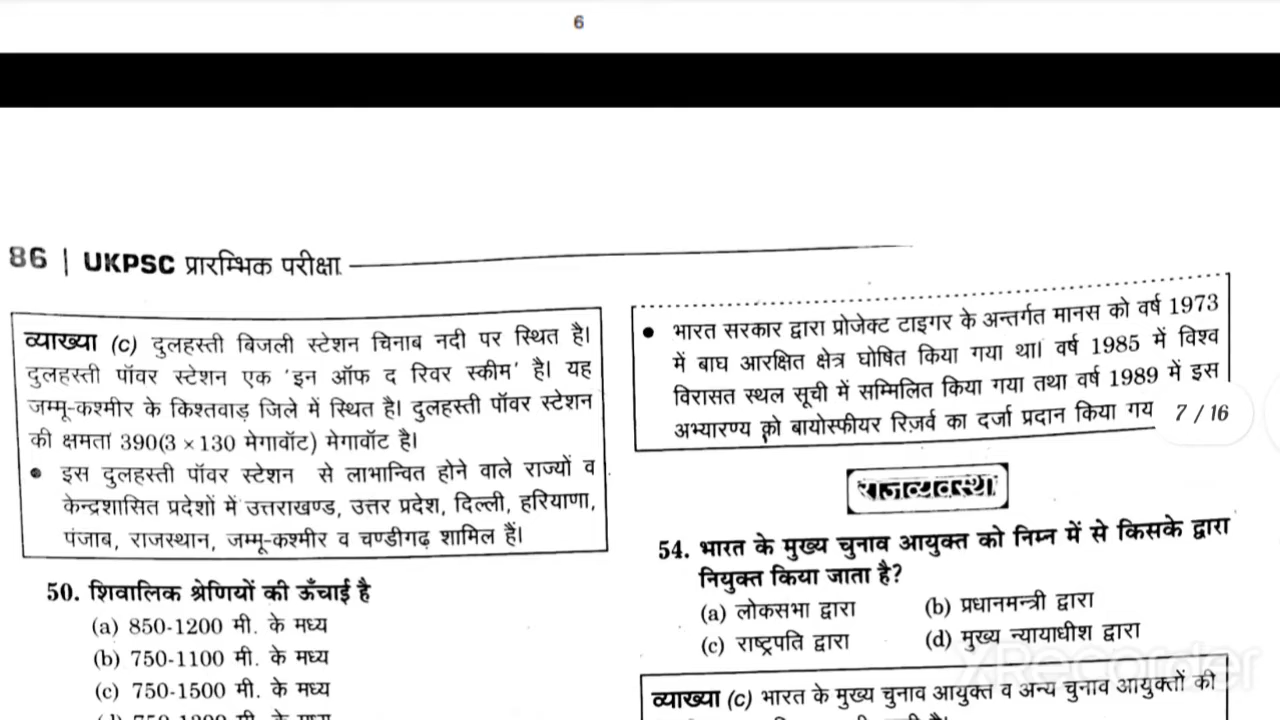 6
86 | UKPSC प्रारम्भिक परीक्षा
व्याख्या (c) दुलहस्ती बिजली स्टेशन चिनाब नदी पर स्थित है।
दुलहस्ती पॉवर स्टेशन एक 'इन ऑफ द रिवर स्कीम' है। यह
जम्मू-कश्मीर के किश्तवाड़ जिले में स्थित है। दुलहस्ती पॉवर स्टेशन
की क्षमता 390(3 × 130 मेगावॉट) मेगावॉट है।
• इस दुलहस्ती पॉवर स्टेशन से लाभान्वित होने वाले राज्यों व
केन्द्रशासित प्रदेशों में उत्तराखण्ड, उत्तर प्रदेश, दिल्ली, हरियाणा,
पंजाब, राजस्थान, जम्मू-कश्मीर व चण्डीगढ़ शामिल हैं।
50. शिवालिक श्रेणियों की ऊँचाई है
(a) 850-1200 मी. के मध्य
(b) 750-1100 मी. के मध्य
(c) 750-1500 मी. के मध्य
• भारत सरकार द्वारा प्रोजेक्ट टाइगर के अन्तर्गत मानस को वर्ष 1973
में बाघ आरक्षित क्षेत्र घोषित किया गया था। वर्ष 1985 में विश्व
विरासत स्थल सूची में सम्मिलित किया गया तथा वर्ष 1989 में इस
अभ्यारण्य को बायोस्फीयर रिज़र्व का दर्जा प्रदान किया गय
7 / 16
राजव्यवस्था
54. भारत के मुख्य चुनाव आयुक्त को निम्न में से किसके द्वारा
नियुक्त किया जाता है?
(a) लोकसभा द्वारा (b) प्रधानमन्त्री द्वारा
(c) राष्ट्रपति द्वारा (d) मुख्य न्यायाधीश द्वारा
XRecorder
व्याख्या (c) भारत के मुख्य चुनाव आयुक्त व अन्य चुनाव आयुक्तों की